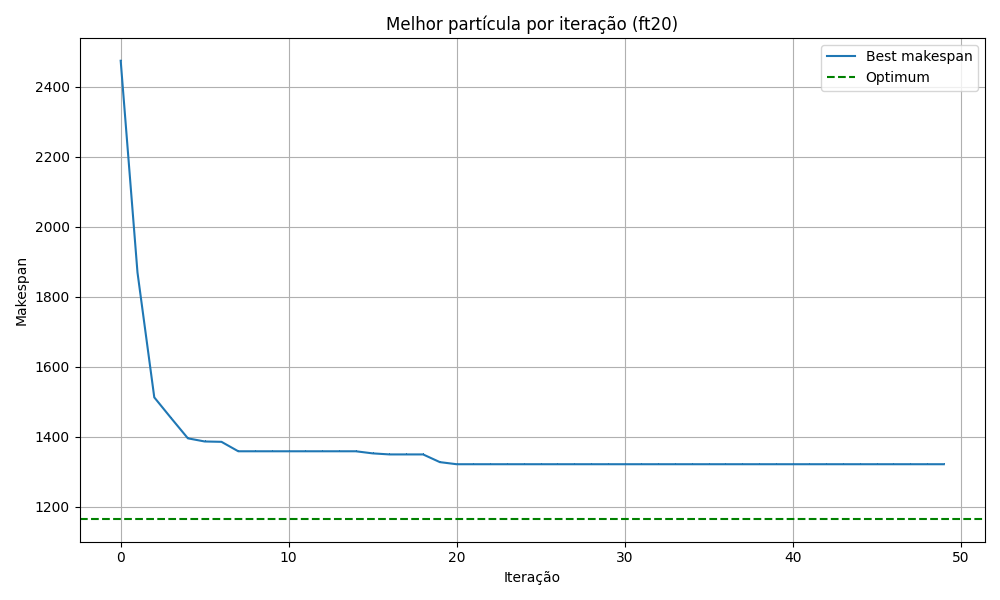 Melhor partícula por iteração (ft20)
Best makespan
Optimum
2400
2200
2000
1800
1600
1400
1200
Makespan
0 10 20 30 40 50
Iteração